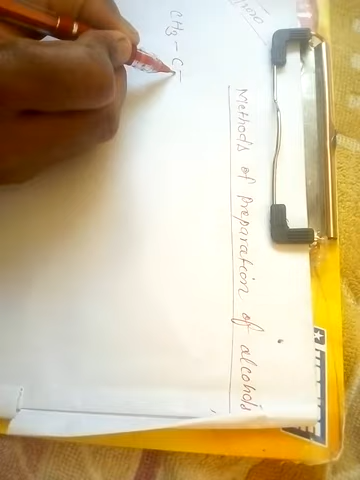 Methods of preparation of alcohols
CH3 - C -